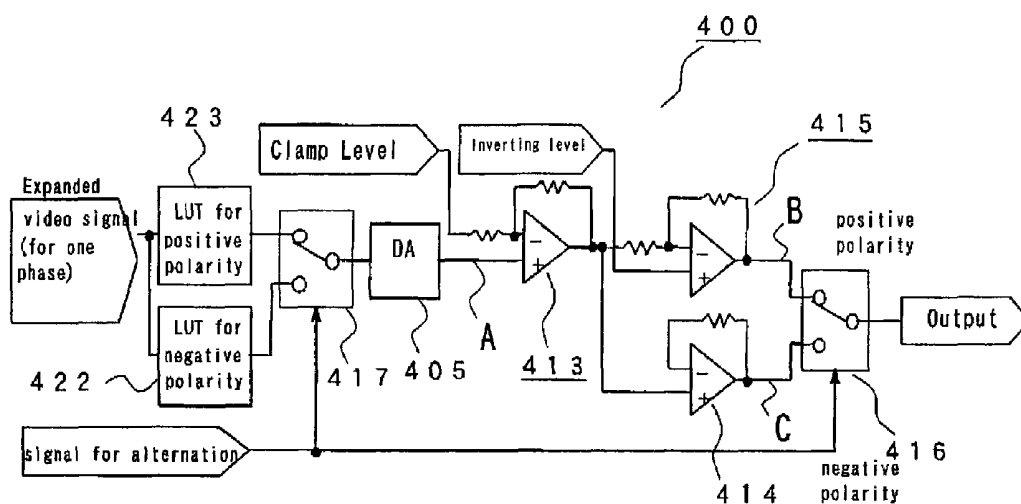 400
423
Clamp Level
Inverting level
415
Expanded
video signal
(for one
phase)
LUT for
positive
polarity
DA
B
positive
polarity
−
+
−
+
A
Output
LUT for
negative
polarity
422
417
405
413
−
+
C
416
signal for alternation
414
negative
polarity